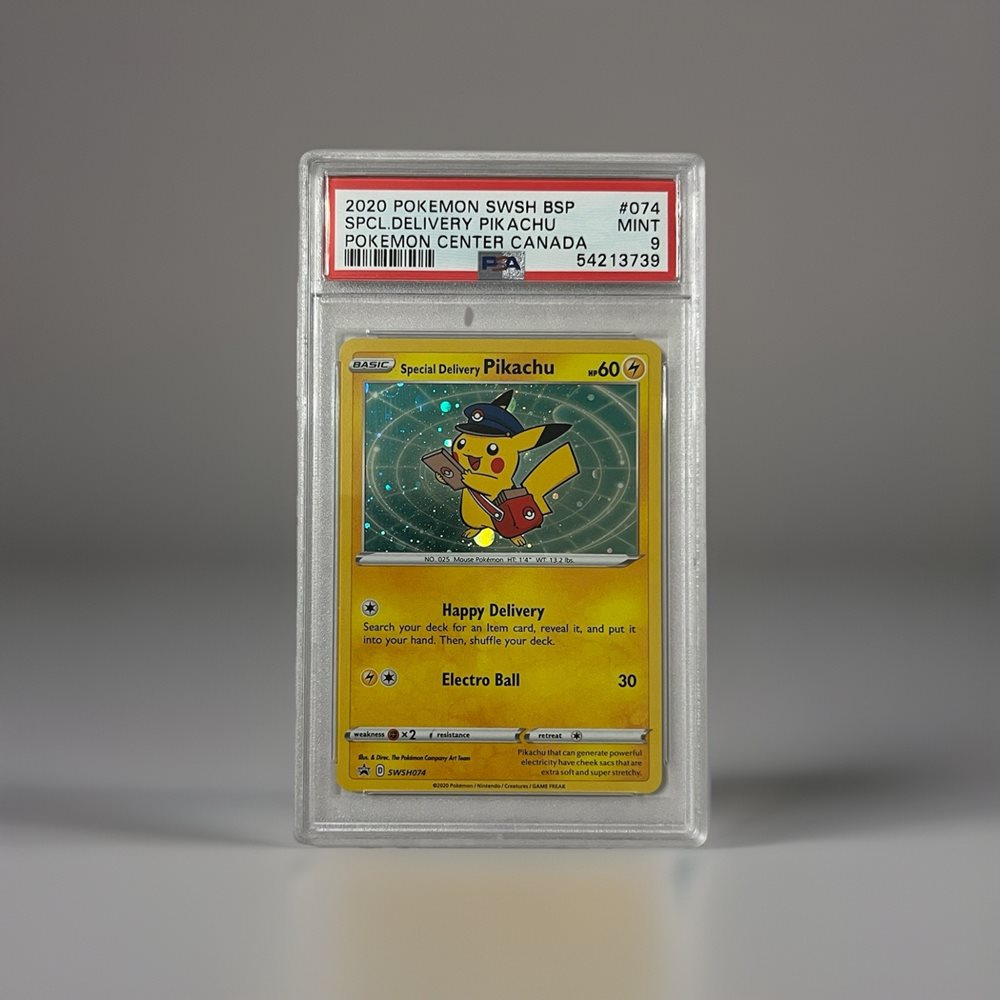 2020 POKEMON SWSH BSP #074
SPCL.DELIVERY PIKACHU MINT
POKEMON CENTER CANADA 9
PSA 54213739
BASIC Special Delivery Pikachu HP60
NO. 025 Mouse Pokémon HT: 1'4" WT: 13.2 lbs.
Happy Delivery
Search your deck for an Item card, reveal it, and put it
into your hand. Then, shuffle your deck.
Electro Ball 30
weakness ×2 resistance retreat
Illus. & Direc. The Pokémon Company Art Team
D SWSH074
Pikachu that can generate powerful
electricity have cheek sacs that are
extra soft and super stretchy.
©2020 Pokémon / Nintendo / Creatures / GAME FREAK